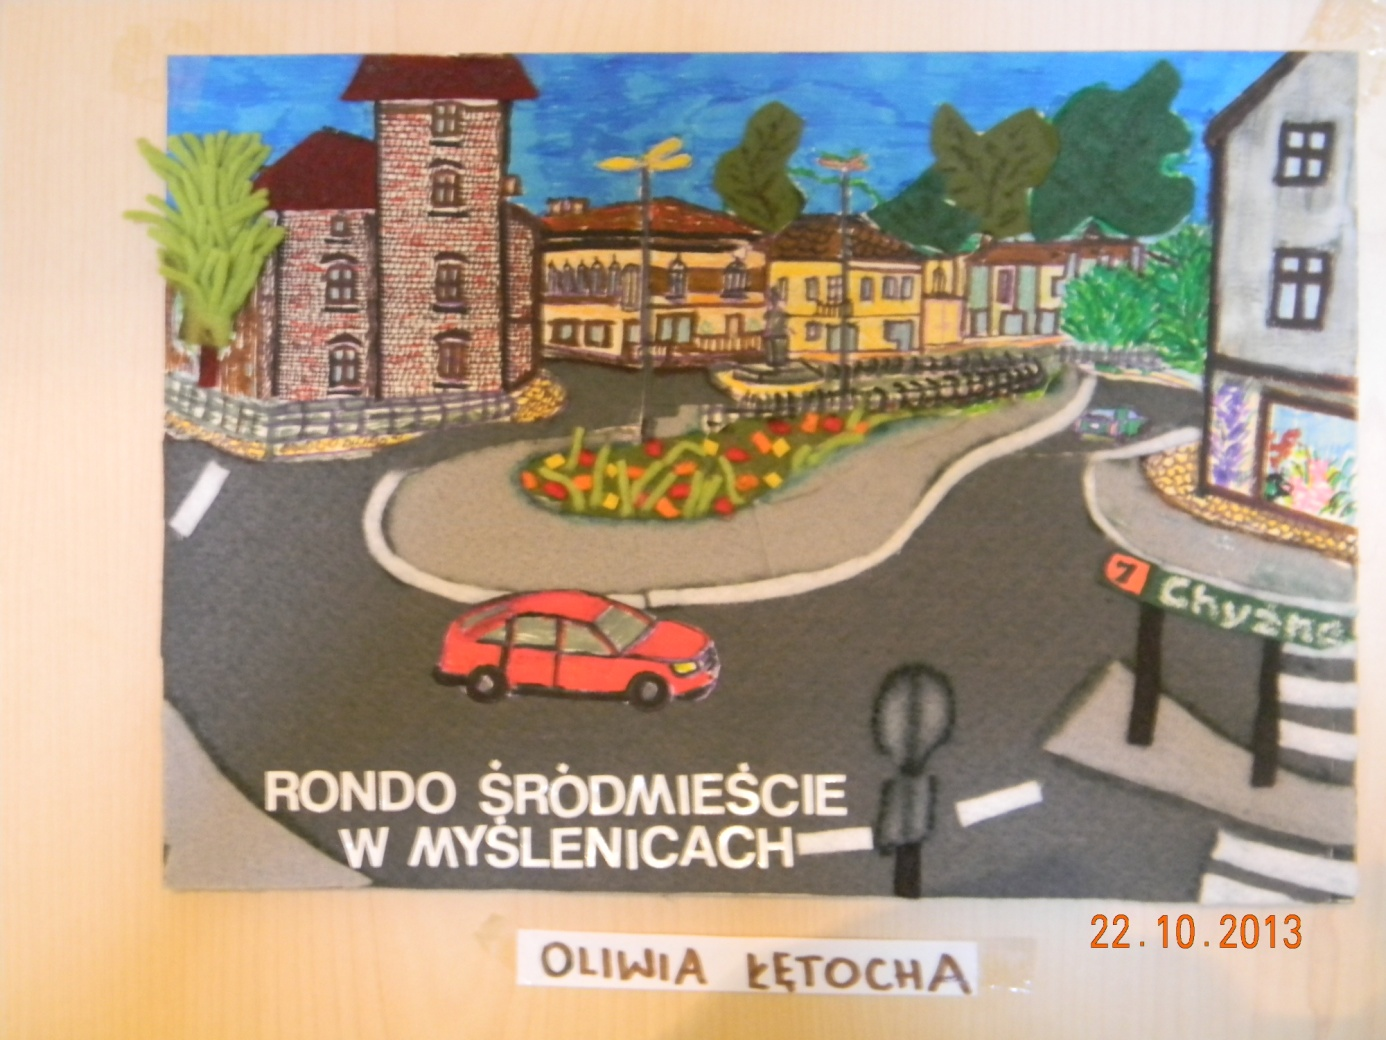 7 Chyżne
RONDO ŚRÓDMIEŚCIE
W MYŚLENICACH
22.10.2013
OLIWIA ŁĘTOCHA